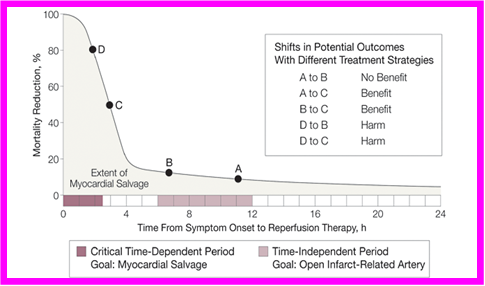 100
80
60
40
20
0
Mortality Reduction, %
D
C
B
A
Extent of
Myocardial Salvage
Shifts in Potential Outcomes
With Different Treatment Strategies
A to B No Benefit
A to C Benefit
B to C Benefit
D to B Harm
D to C Harm
0 4 8 12 16 20 24
Time From Symptom Onset to Reperfusion Therapy, h
Critical Time-Dependent Period
Goal: Myocardial Salvage
Time-Independent Period
Goal: Open Infarct-Related Artery